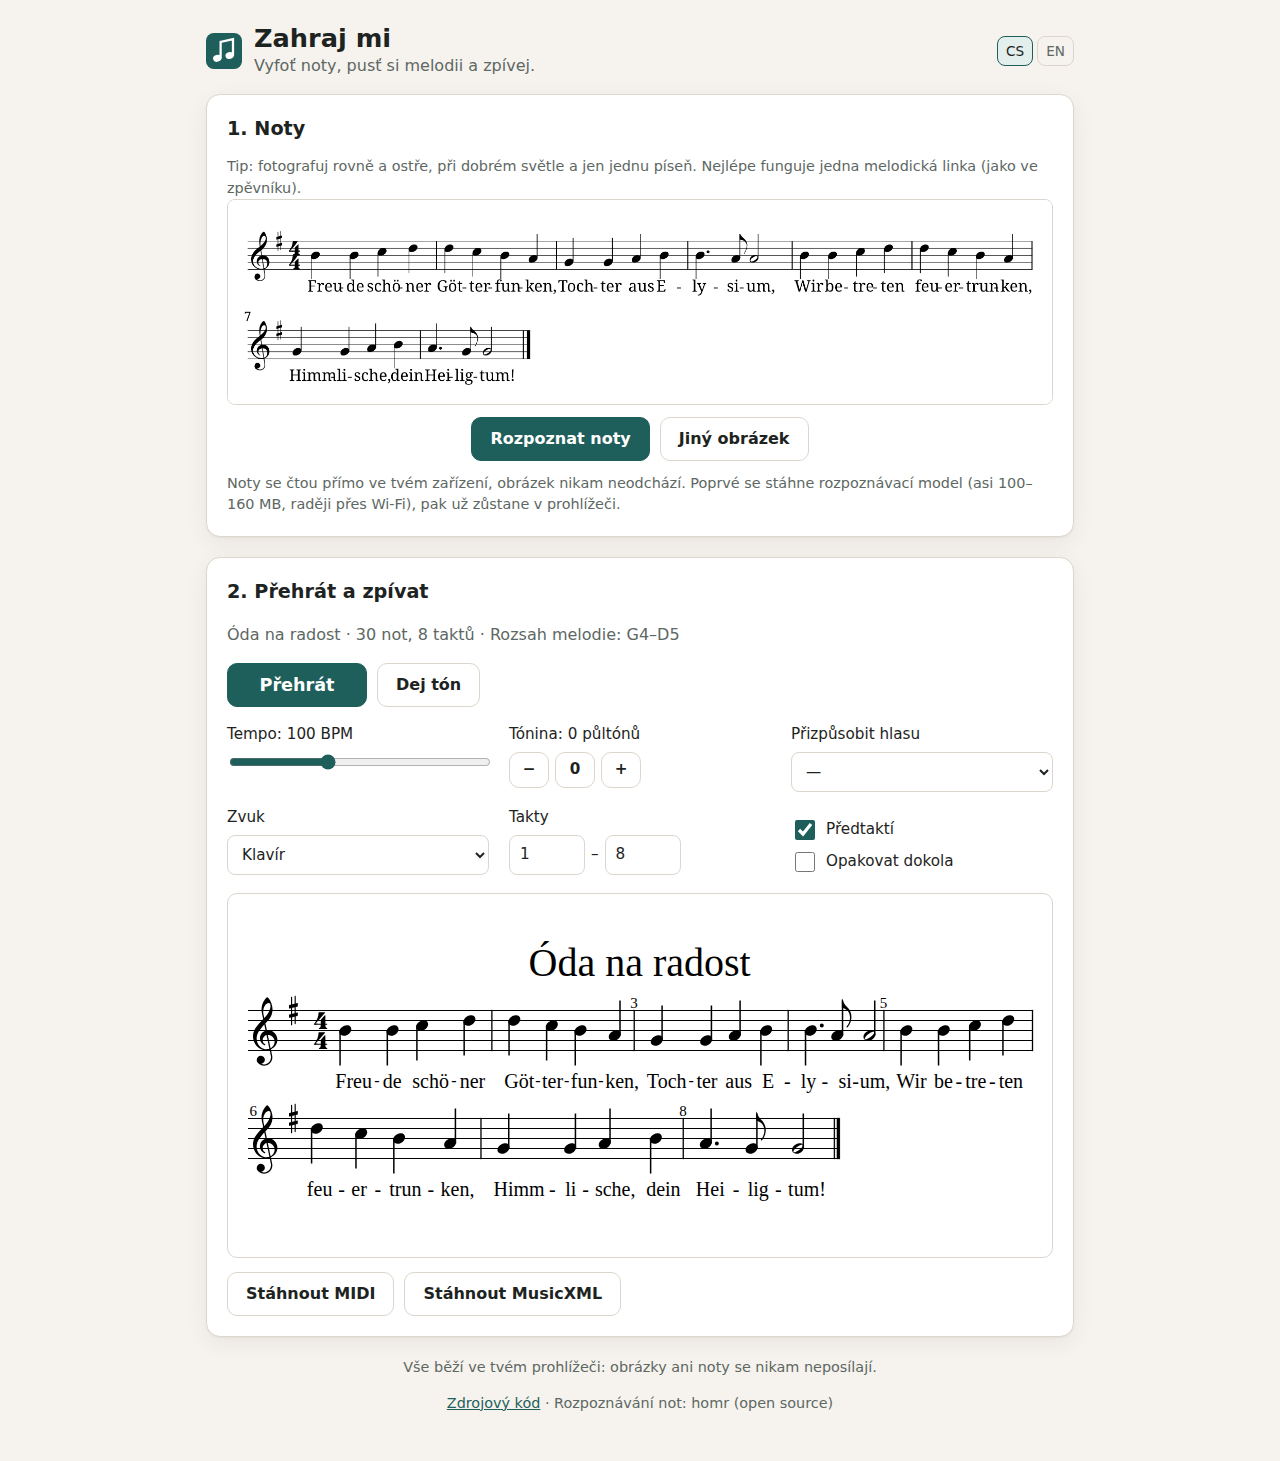 Zahraj mi
Vyfoť noty, pusť si melodii a zpívej.
CS EN
1. Noty
Tip: fotografuj rovně a ostře, při dobrém světle a jen jednu píseň. Nejlépe funguje jedna melodická linka (jako ve
zpěvníku).
Freu-de schö-ner Göt-ter-fun-ken, Toch-ter aus E - ly - si-um, Wir be-tre-ten feu-er-trun-ken,
7
Himm-li-sche, dein Hei-lig-tum!
Rozpoznat noty Jiný obrázek
Noty se čtou přímo ve tvém zařízení, obrázek nikam neodchází. Poprvé se stáhne rozpoznávací model (asi 100–
160 MB, raději přes Wi-Fi), pak už zůstane v prohlížeči.
2. Přehrát a zpívat
Óda na radost · 30 not, 8 taktů · Rozsah melodie: G4–D5
Přehrát Dej tón
Tempo: 100 BPM Tónina: 0 půltónů Přizpůsobit hlasu
− 0 + —
Zvuk Takty
Klavír 1 – 8
Předtaktí
Opakovat dokola
Óda na radost
3 5
Freu-de schö-ner Göt-ter-fun-ken, Toch-ter aus E - ly - si-um, Wir be-tre-ten
6 8
feu - er - trun - ken, Himm - li - sche, dein Hei - lig - tum!
Stáhnout MIDI Stáhnout MusicXML
Vše běží ve tvém prohlížeči: obrázky ani noty se nikam neposílají.
Zdrojový kód · Rozpoznávání not: homr (open source)